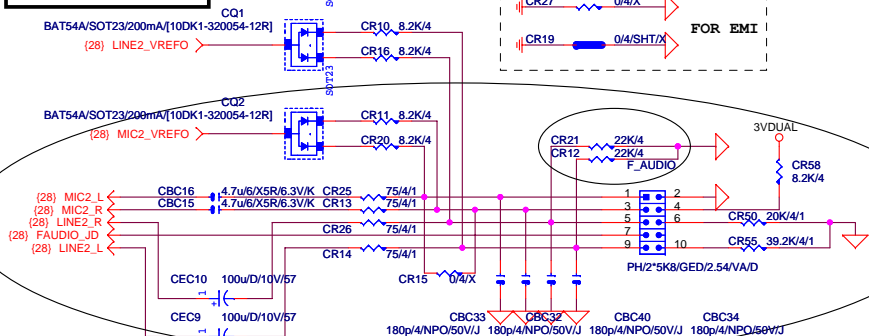 CQ1
BAT54A/SOT23/200mA/[10DK1-320054-12R]
{28} LINE2_VREFO
CR10 8.2K/4
CR16 8.2K/4
SOT23
CR27 0/4/X
CR19 0/4/SHT/X
FOR EMI
CQ2
BAT54A/SOT23/200mA/[10DK1-320054-12R]
{28} MIC2_VREFO
CR11 8.2K/4
CR20 8.2K/4
CR21 22K/4
CR12 22K/4
F_AUDIO
3VDUAL
CR58
8.2K/4
{28} MIC2_L CBC16 4.7u/6/X5R/6.3V/K CR25 75/4/1 1 2
{28} MIC2_R CBC15 4.7u/6/X5R/6.3V/K CR13 75/4/1 3 4
{28} LINE2_R 5 6 CR50 20K/4/1
{28} FAUDIO_JD CR26 75/4/1 7
{28} LINE2_L CR14 75/4/1 9 10 CR55 39.2K/4/1
PH/2*5K8/GED/2.54/VA/D
CR15 0/4/X
CEC10 100u/D/10V/57
1
+
CEC9 100u/D/10V/57
1
CBC33 CBC32 CBC40 CBC34
180p/4/NPO/50V/J 180p/4/NPO/50V/J 180p/4/NPO/50V/J 180p/4/NPO/50V/J